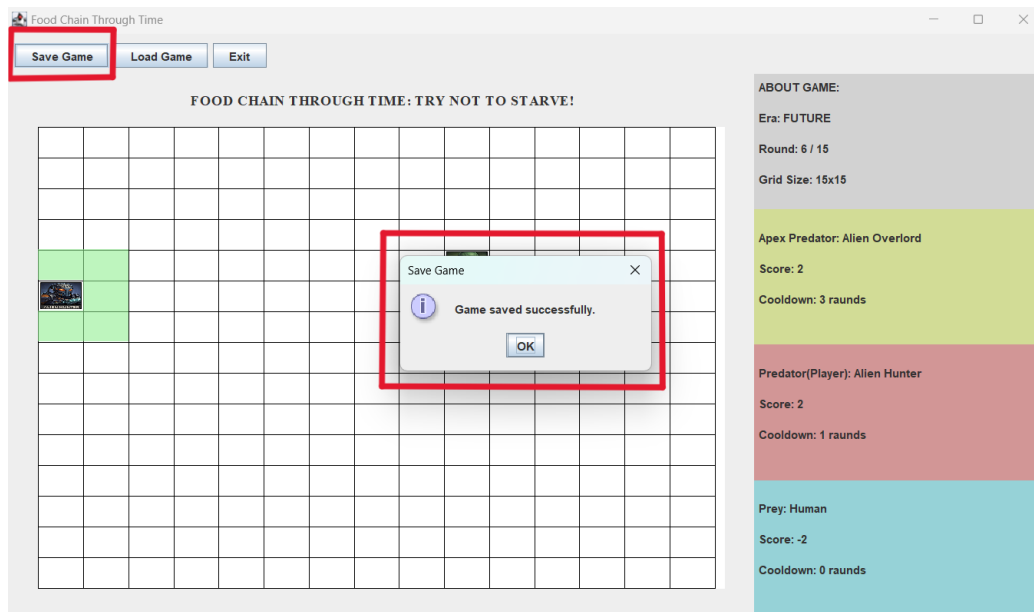 Food Chain Through Time
Save Game
Load Game
Exit
FOOD CHAIN THROUGH TIME: TRY NOT TO STARVE!
Save Game
Game saved successfully.
OK
ABOUT GAME:
Era: FUTURE
Round: 6 / 15
Grid Size: 15x15
Apex Predator: Alien Overlord
Score: 2
Cooldown: 3 raunds
Predator(Player): Alien Hunter
Score: 2
Cooldown: 1 raunds
Prey: Human
Score: -2
Cooldown: 0 raunds